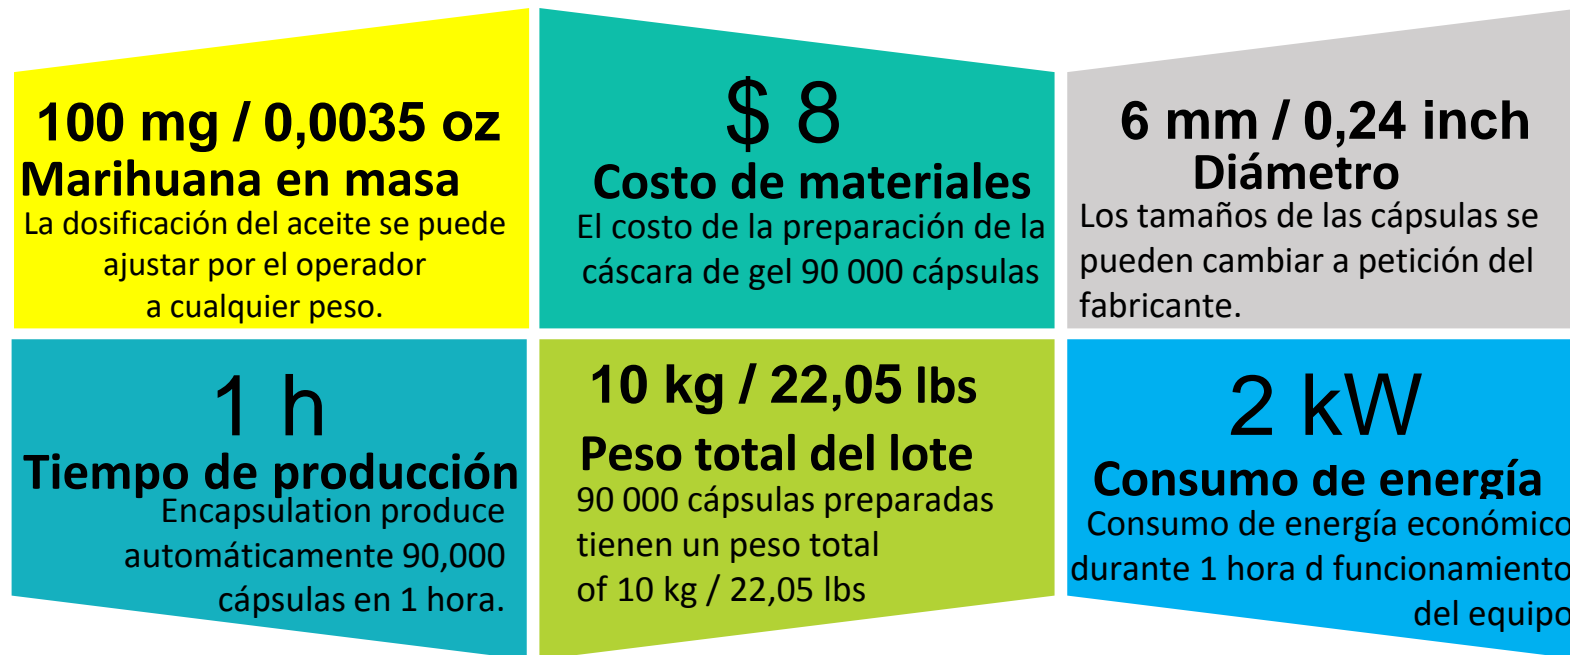 100 mg / 0,0035 oz
Marihuana en masa
La dosificación del aceite se puede
ajustar por el operador
a cualquier peso.
$ 8
Costo de materiales
El costo de la preparación de la
cáscara de gel 90 000 cápsulas
6 mm / 0,24 inch
Diámetro
Los tamaños de las cápsulas se
pueden cambiar a petición del
fabricante.
1 h
Tiempo de producción
Encapsulation produce
automáticamente 90,000
cápsulas en 1 hora.
10 kg / 22,05 lbs
Peso total del lote
90 000 cápsulas preparadas
tienen un peso total
of 10 kg / 22,05 lbs
2 kW
Consumo de energía
Consumo de energía económico
durante 1 hora d funcionamiento
del equipo